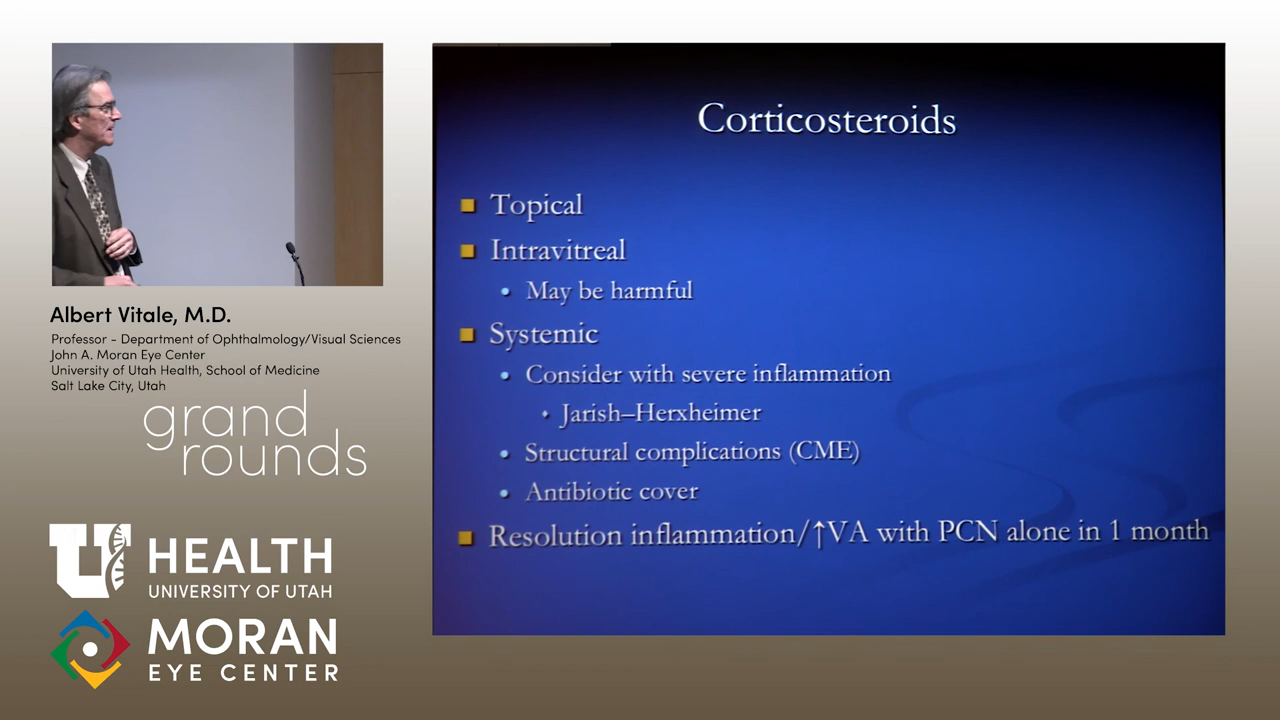 Albert Vitale, M.D.
Professor - Department of Ophthalmology/Visual Sciences
John A. Moran Eye Center
University of Utah Health, School of Medicine
Salt Lake City, Utah
grand
rounds
U HEALTH
UNIVERSITY OF UTAH
MORAN
EYE CENTER
Corticosteroids
Topical
Intravitreal
May be harmful
Systemic
Consider with severe inflammation
Jarish–Herxheimer
Structural complications (CME)
Antibiotic cover
Resolution inflammation/↑VA with PCN alone in 1 month